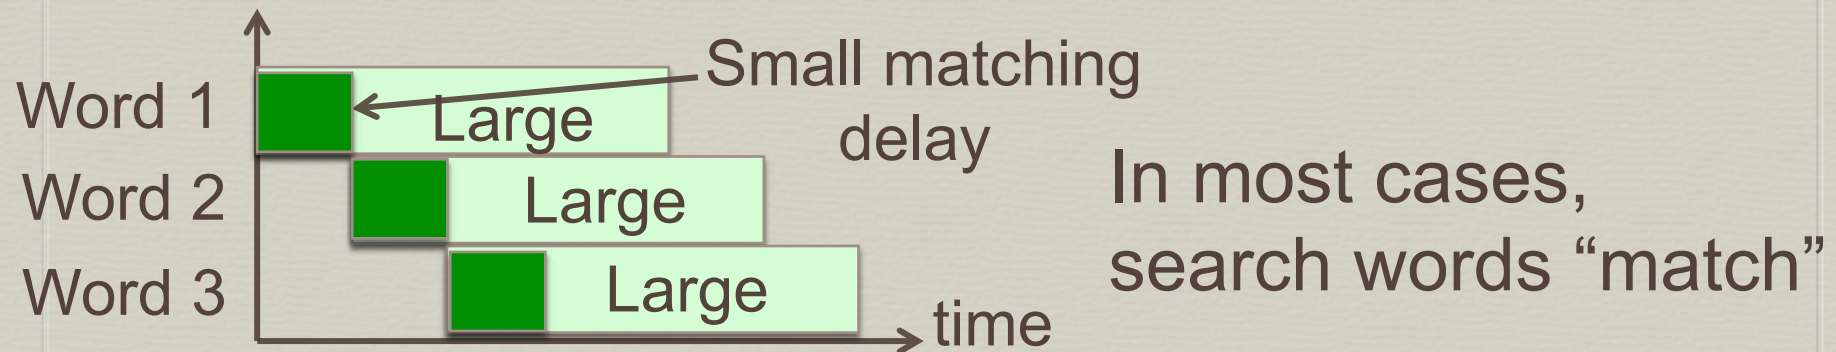 Small matching
delay
Word 1
Large
Word 2
Large
Word 3
Large
time
In most cases,
search words “match”